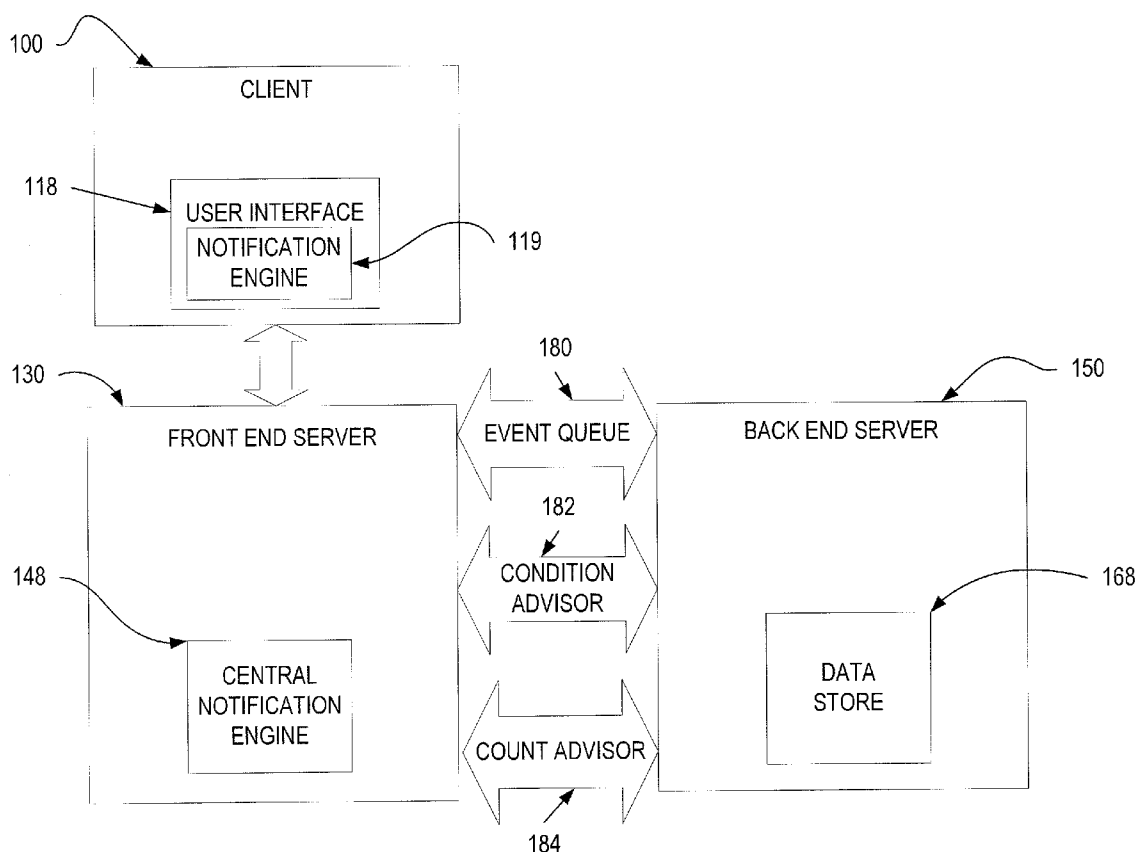 100
CLIENT
118
USER INTERFACE
NOTIFICATION
ENGINE
119
130
FRONT END SERVER
180
EVENT QUEUE
150
BACK END SERVER
182
CONDITION
ADVISOR
148
CENTRAL
NOTIFICATION
ENGINE
168
DATA
STORE
COUNT ADVISOR
184